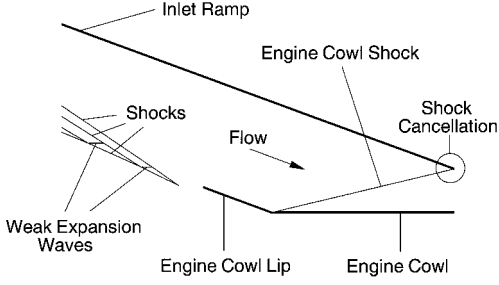 Inlet Ramp
Engine Cowl Shock
Shocks
Shock
Cancellation
Flow
Weak Expansion
Waves
Engine Cowl Lip
Engine Cowl